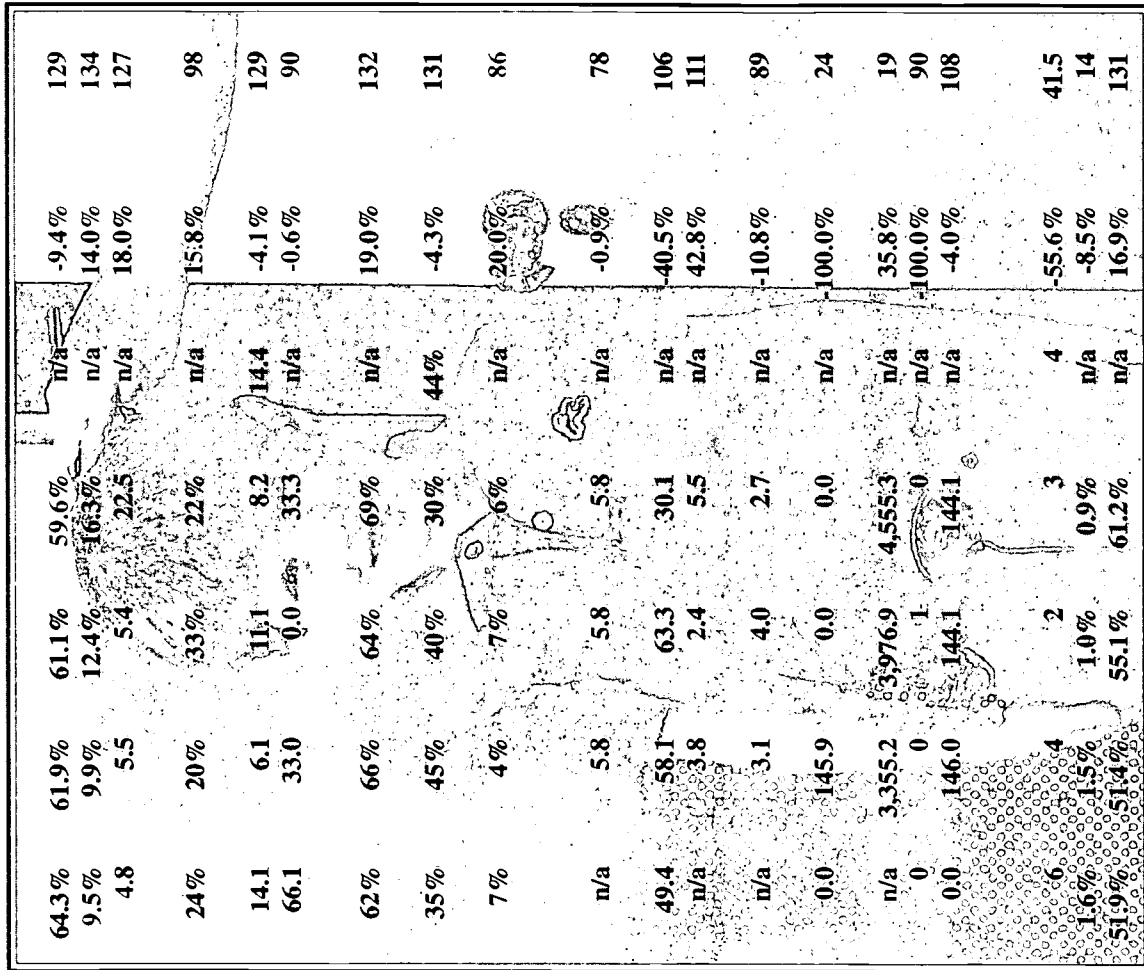 64.3% 61.9% 61.1% 59.6% n/a -9.4% 129
9.5% 9.9% 12.4% 16.3% n/a 14.0% 134
4.8 5.5 5.4 22.5 n/a 18.0% 127
24% 20% 33% 22% n/a 15.8% 98
14.1 6.1 11.1 8.2 14.4 -4.1% 129
66.1 33.0 0.0 33.3 n/a -0.6% 90
62% 66% 64% 69% n/a 19.0% 132
35% 45% 40% 30% 44% -4.3% 131
7% 4% 7% 6% n/a -20.0% 86
n/a 5.8 5.8 5.8 n/a -0.9% 78
49.4 158.1 63.3 30.1 n/a -40.5% 106
n/a 3.8 2.4 5.5 n/a 42.8% 111
n/a 3.1 4.0 2.7 n/a -10.8% 89
0.0 145.9 0.0 0.0 n/a -100.0% 24
n/a 3,355.2 3,976.9 4,555.3 n/a 35.8% 19
0 0 1 0 n/a -100.0% 90
0.0 146.0 144.1 144.1 n/a -4.0% 108
6 4 2 3 4 -55.6% 41.5
1.6% 1.5% 1.0% 0.9% n/a -8.5% 14
51.9% 51.4% 55.1% 61.2% n/a 16.9% 131